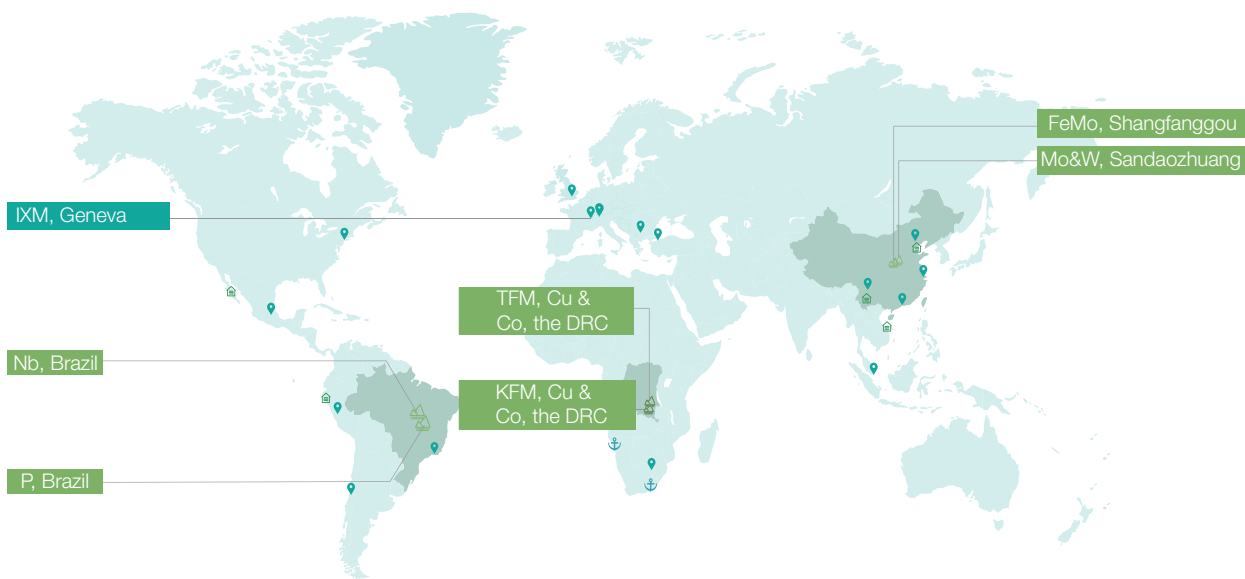 FeMo, Shangfanggou
Mo&W, Sandaozhuang
IXM, Geneva
TFM, Cu &
Co, the DRC
Nb, Brazil
KFM, Cu &
Co, the DRC
P, Brazil